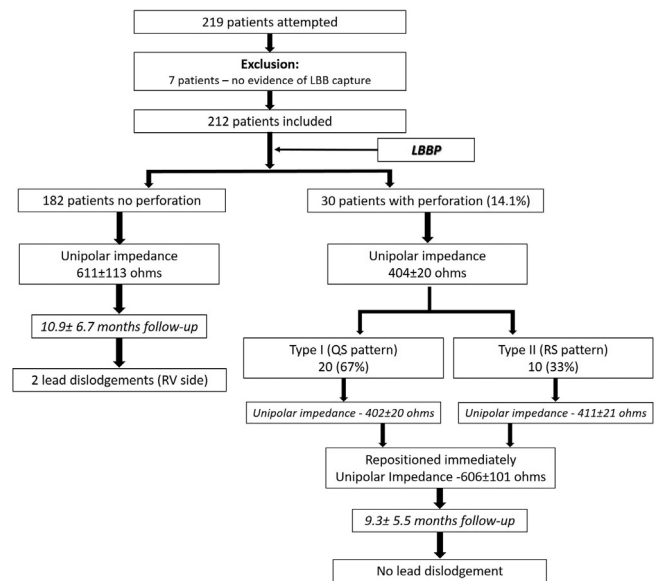 219 patients attempted
Exclusion:
7 patients – no evidence of LBB capture
212 patients included
LBBP
182 patients no perforation
30 patients with perforation (14.1%)
Unipolar impedance
611±113 ohms
Unipolar impedance
404±20 ohms
10.9± 6.7 months follow-up
2 lead dislodgements (RV side)
Type I (QS pattern)
20 (67%)
Type II (RS pattern)
10 (33%)
Unipolar impedance - 402±20 ohms
Unipolar impedance - 411±21 ohms
Repositioned immediately
Unipolar Impedance -606±101 ohms
9.3± 5.5 months follow-up
No lead dislodgement